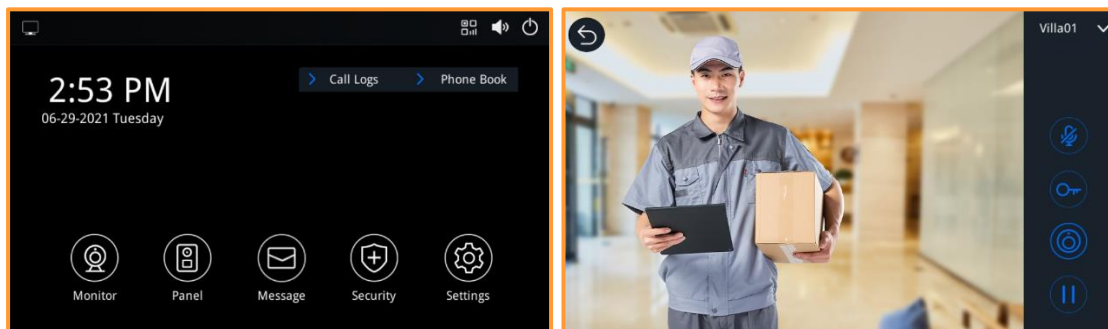 2:53 PM
06-29-2021 Tuesday
Call Logs
Phone Book
Monitor
Panel
Message
Security
Settings
Villa01